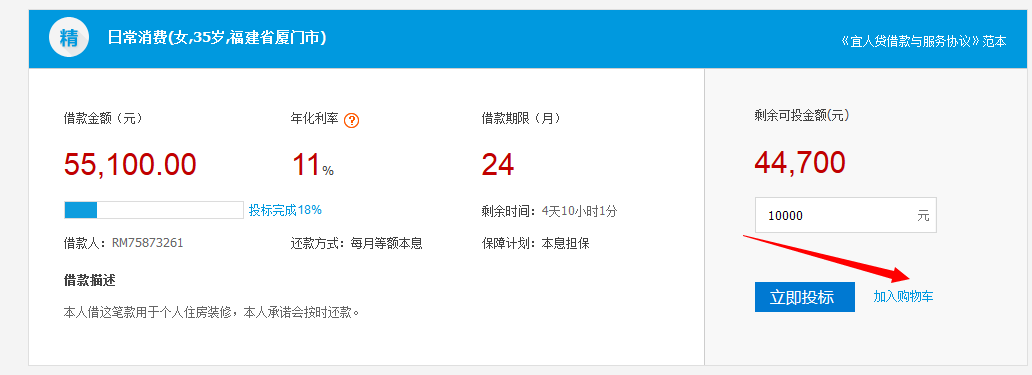 精 日常消费(女,35岁,福建省厦门市)
《宜人贷借款与服务协议》范本
借款金额（元） 年化利率 ? 借款期限（月）
55,100.00 11% 24
投标完成18% 剩余时间：4天10小时1分
借款人：RM75873261 还款方式：每月等额本息 保障计划：本息担保
借款描述
本人借这笔款用于个人住房装修，本人承诺会按时还款。
剩余可投金额(元)
44,700
10000 元
立即投标 加入购物车